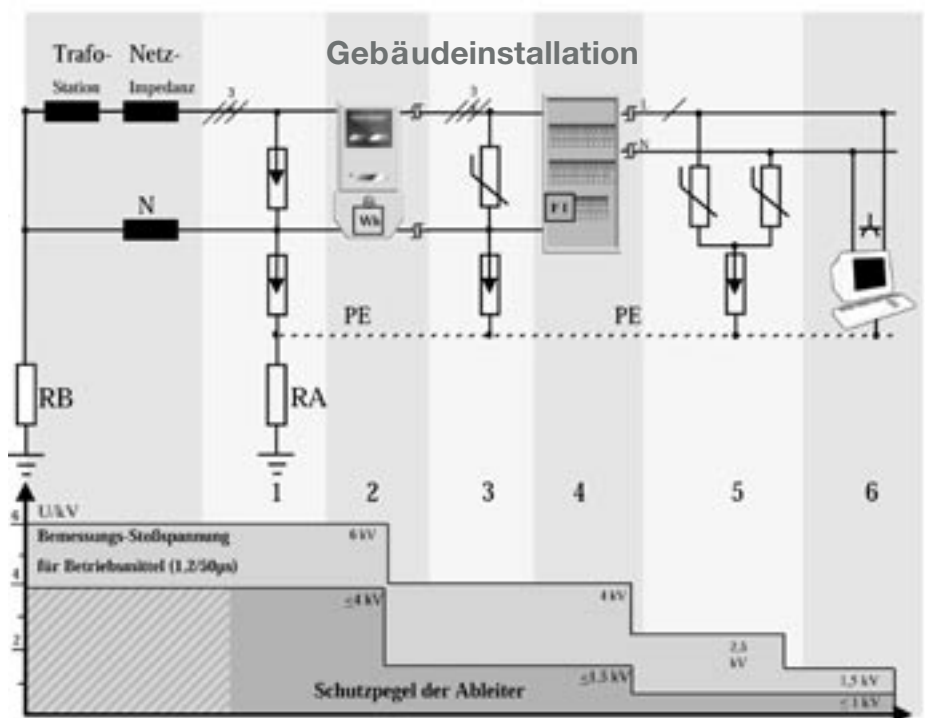 Gebäudeinstallation
Trafo-
Station
Netz-
Impedanz
3
3
L
N
N
Wh
FI
PE
PE
RB
RA
1
2
3
4
5
6
U/kV
6
Bemessungs-Stoßspannung
für Betriebsmittel (1,2/50µs)
6 kV
4
≤4 kV
4 kV
2
2,5
kV
≤1,5 kV
1,5 kV
Schutzpegel der Ableiter
≤ 1 kV